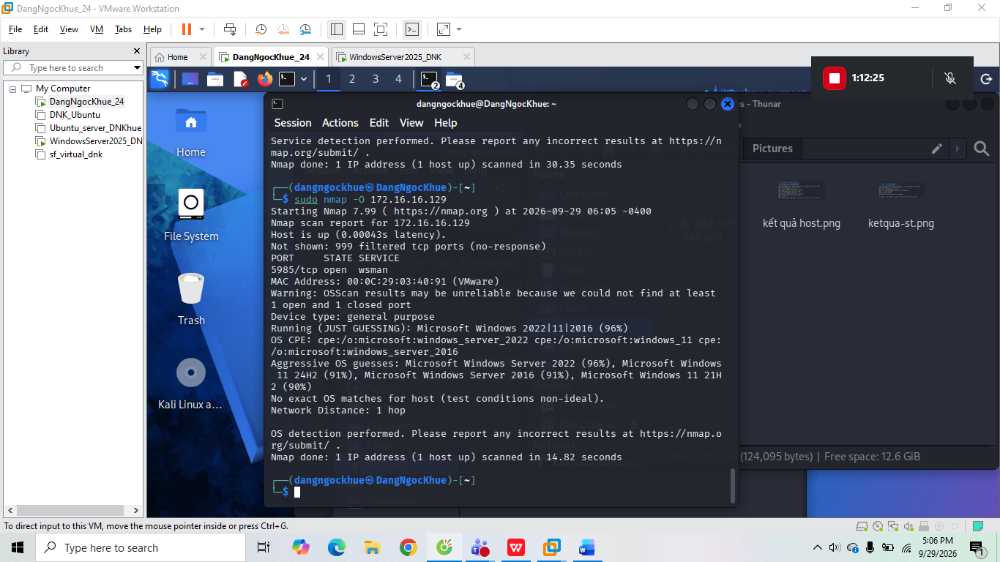 DangNgocKhue_24 - VMware Workstation
File Edit View VM Tabs Help
Library
Type here to search
My Computer
DangNgocKhue_24
DNK_Ubuntu
Ubuntu_server_DNKhue
WindowsServer2025_DN
sf_virtual_dnk
Home DangNgocKhue_24 WindowsServer2025_DNK
1 2 3 4 2 4
1:12:25
Home
File System
Trash
Kali Linux a...
dangngockhue@DangNgocKhue: ~
Session Actions Edit View Help
Service detection performed. Please report any incorrect results at https://n
map.org/submit/ .
Nmap done: 1 IP address (1 host up) scanned in 30.35 seconds
┌──(dangngockhue㉿DangNgocKhue)-[~]
└─$ sudo nmap -O 172.16.16.129
Starting Nmap 7.99 ( https://nmap.org ) at 2026-09-29 06:05 -0400
Nmap scan report for 172.16.16.129
Host is up (0.00043s latency).
Not shown: 999 filtered tcp ports (no-response)
PORT     STATE SERVICE
5985/tcp open  wsman
MAC Address: 00:0C:29:03:40:91 (VMware)
Warning: OSScan results may be unreliable because we could not find at least
1 open and 1 closed port
Device type: general purpose
Running (JUST GUESSING): Microsoft Windows 2022|11|2016 (96%)
OS CPE: cpe:/o:microsoft:windows_server_2022 cpe:/o:microsoft:windows_11 cpe:
/o:microsoft:windows_server_2016
Aggressive OS guesses: Microsoft Windows Server 2022 (96%), Microsoft Windows
 11 24H2 (91%), Microsoft Windows Server 2016 (91%), Microsoft Windows 11 21H
2 (90%)
No exact OS matches for host (test conditions non-ideal).
Network Distance: 1 hop
OS detection performed. Please report any incorrect results at https://nmap.o
rg/submit/ .
Nmap done: 1 IP address (1 host up) scanned in 14.82 seconds
┌──(dangngockhue㉿DangNgocKhue)-[~]
└─$
- Thunar
Pictures
kết quả host.png
ketqua-st.png
(124,095 bytes) | Free space: 12.6 GiB
To direct input to this VM, move the mouse pointer inside or press Ctrl+G.
Type here to search
5:06 PM
9/29/2026
1